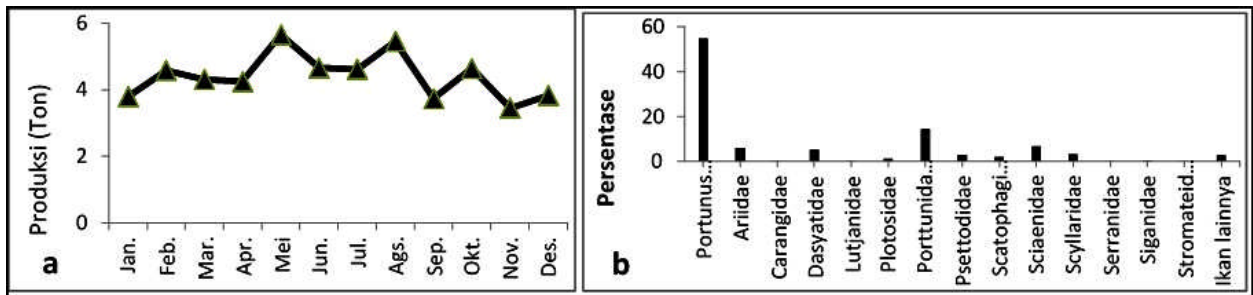 6
4
2
0
Produksi (Ton)
Jan.
Feb.
Mar.
Apr.
Mei
Jun.
Jul.
Ags.
Sep.
Okt.
Nov.
Des.
a
60
40
20
0
Persentase
Portunus...
Ariidae
Carangidae
Dasyatidae
Lutjanidae
Plotosidae
Porttunida...
Psettodidae
Scatophagi...
Sciaenidae
Scyllaridae
Serranidae
Siganidae
Stromateid...
Ikan lainnya
b